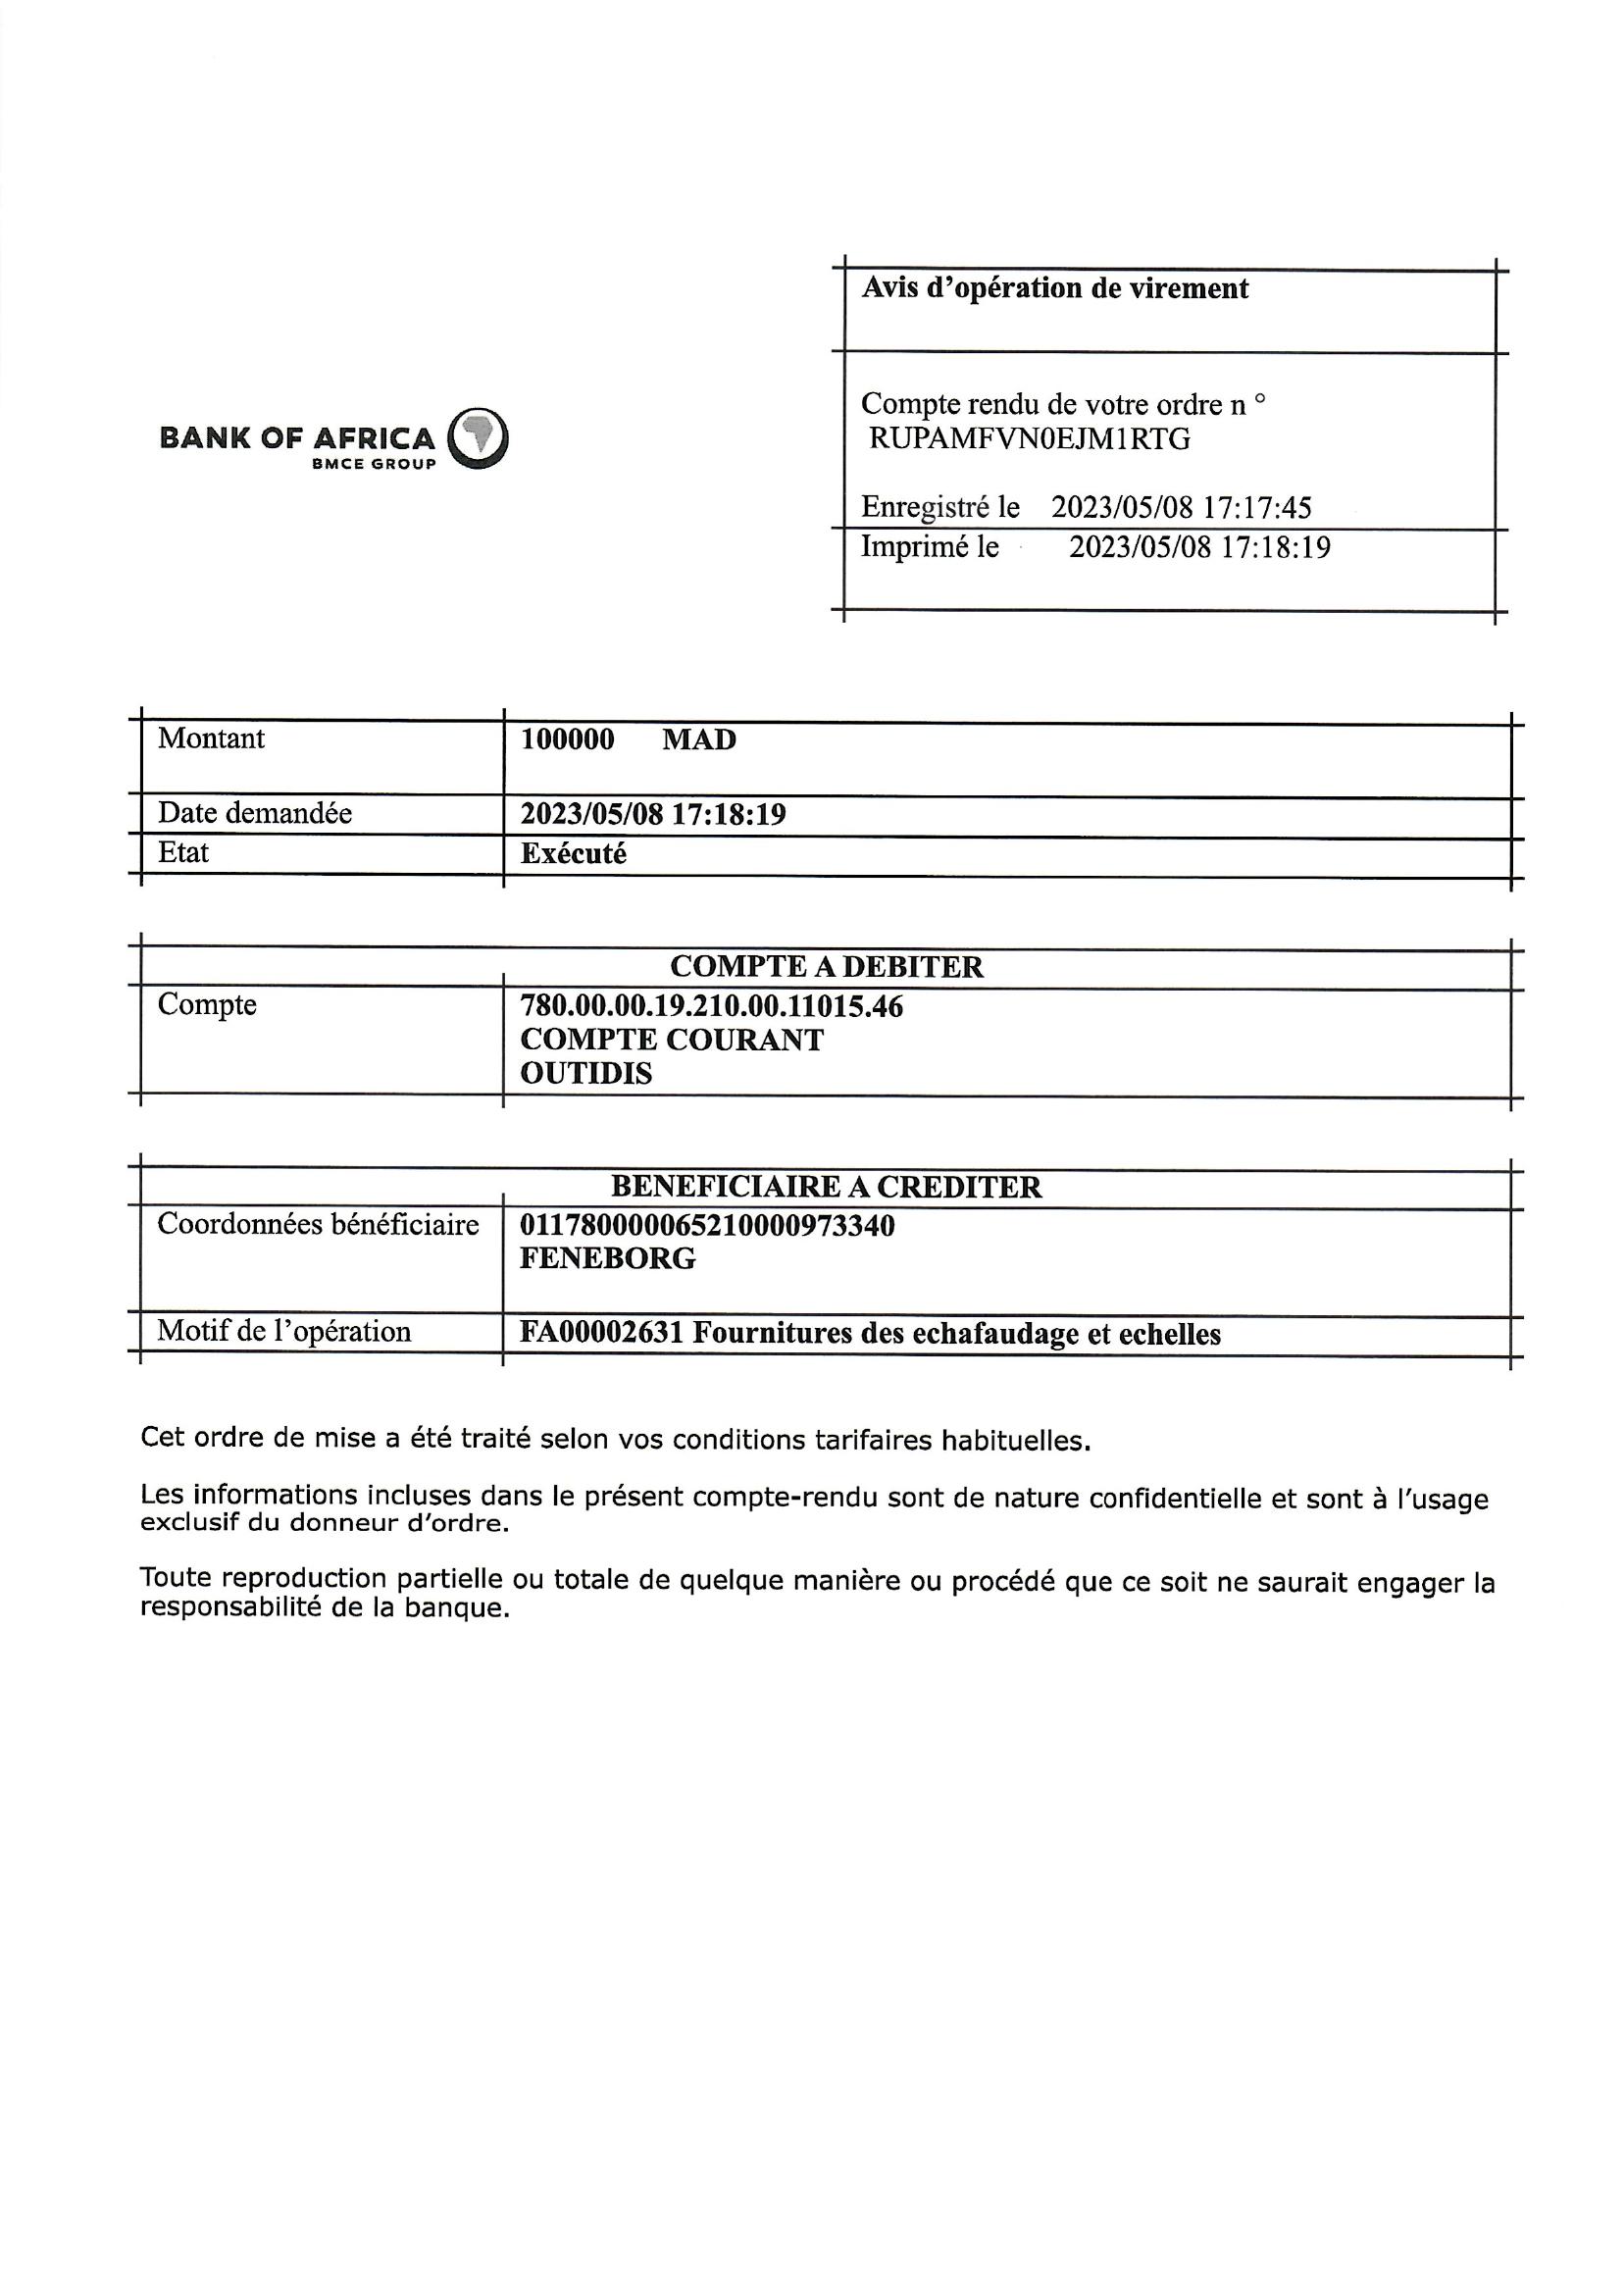 BANK OF AFRICA
BMCE GROUP
Avis d'opération de virement
Compte rendu de votre ordre n °
RUPAMFVN0EJM1RTG
Enregistré le 2023/05/08 17:17:45
Imprimé le 2023/05/08 17:18:19
Montant 100000 MAD
Date demandée 2023/05/08 17:18:19
Etat Exécuté
COMPTE A DEBITER
Compte 780.00.00.19.210.00.11015.46
COMPTE COURANT
OUTIDIS
BENEFICIAIRE A CREDITER
Coordonnées bénéficiaire 011780000065210000973340
FENEBORG
Motif de l'opération FA00002631 Fournitures des echafaudage et echelles
Cet ordre de mise a été traité selon vos conditions tarifaires habituelles.
Les informations incluses dans le présent compte-rendu sont de nature confidentielle et sont à l'usage
exclusif du donneur d'ordre.
Toute reproduction partielle ou totale de quelque manière ou procédé que ce soit ne saurait engager la
responsabilité de la banque.